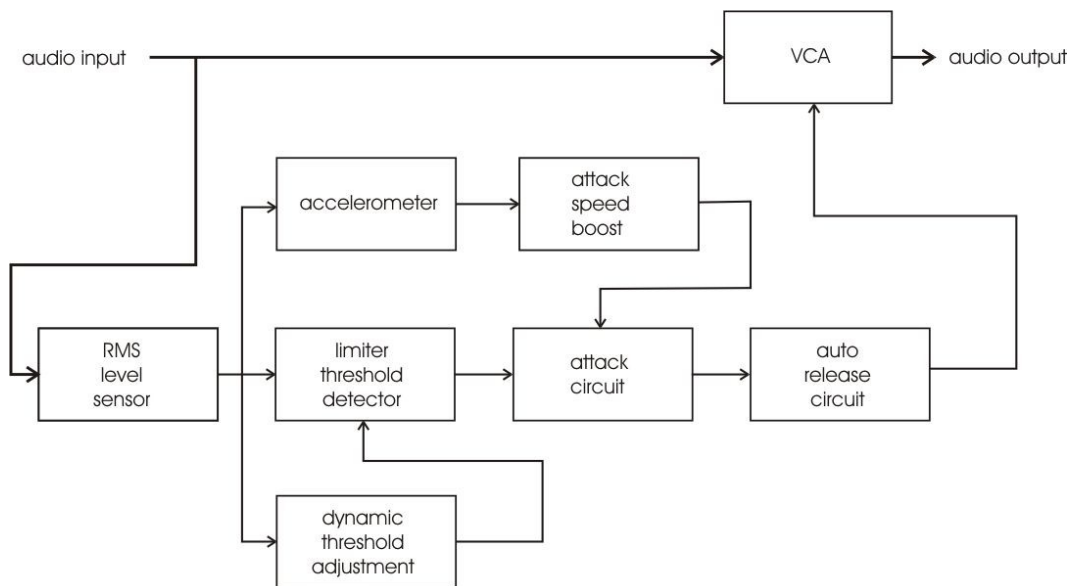 audio input
VCA
audio output
accelerometer
attack
speed
boost
RMS
level
sensor
limiter
threshold
detector
attack
circuit
auto
release
circuit
dynamic
threshold
adjustment